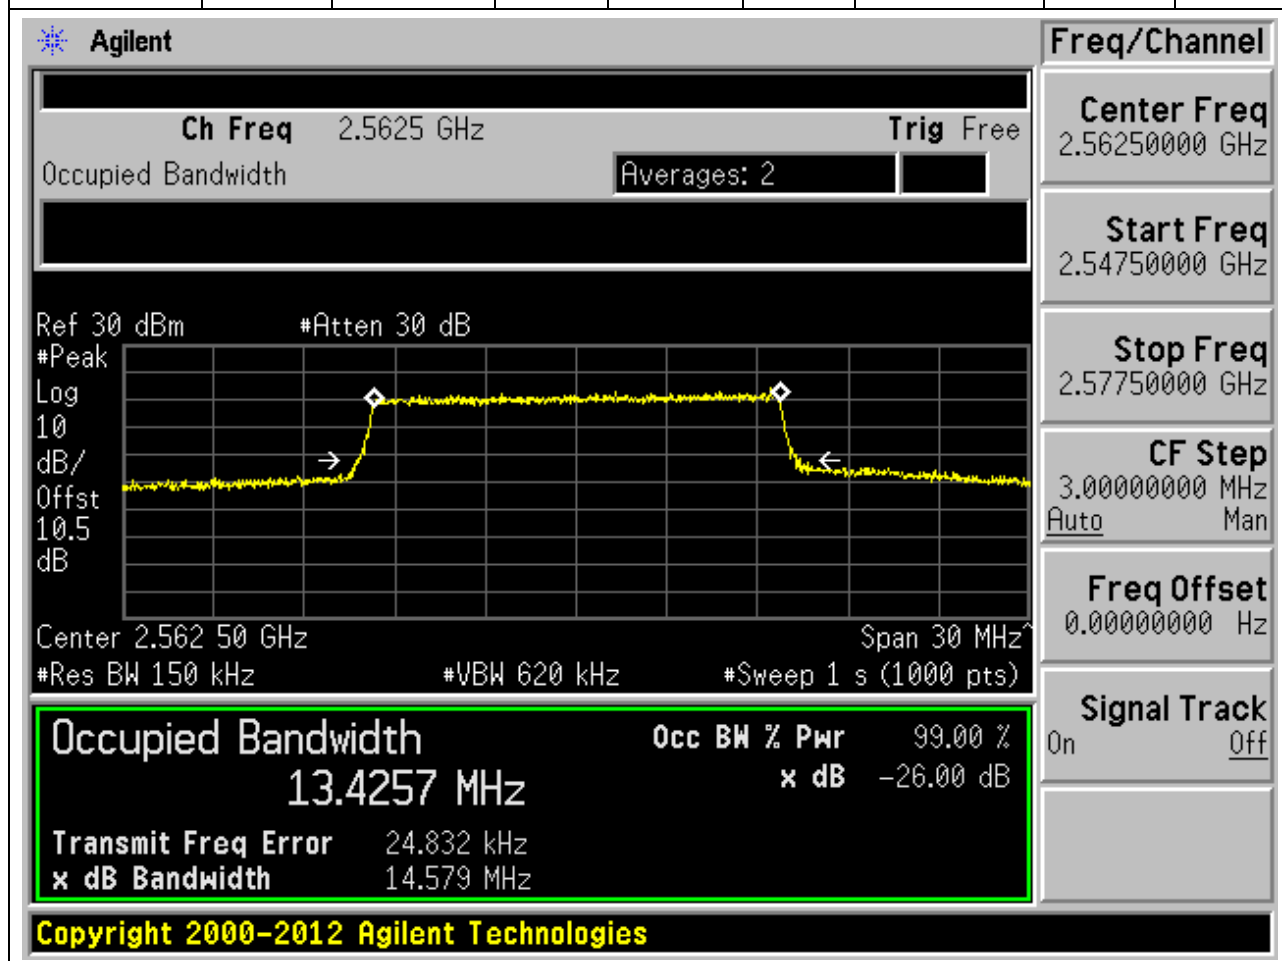 Agilent
Freq/Channel
Ch Freq 2.5625 GHz Trig Free
Occupied Bandwidth Averages: 2
Center Freq
2.56250000 GHz
Start Freq
2.54750000 GHz
Stop Freq
2.57750000 GHz
CF Step
3.00000000 MHz
Auto Man
Freq Offset
0.00000000 Hz
Signal Track
On Off
Ref 30 dBm #Atten 30 dB
#Peak
Log
10
dB/
Offst
10.5
dB
Center 2.562 50 GHz Span 30 MHz^
#Res BW 150 kHz #VBW 620 kHz #Sweep 1 s (1000 pts)
Occupied Bandwidth Occ BW % Pwr 99.00 %
13.4257 MHz x dB -26.00 dB
Transmit Freq Error 24.832 kHz
x dB Bandwidth 14.579 MHz
Copyright 2000-2012 Agilent Technologies